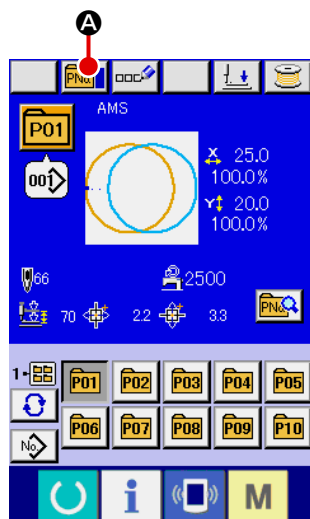 A
PNo.
AMS
P01
001
X 25.0
100.0%
Y 20.0
100.0%
66
2500
70
2.2
3.3
PNo.
1-
P01 P02 P03 P04 P05
P06 P07 P08 P09 P10
No.
i
M